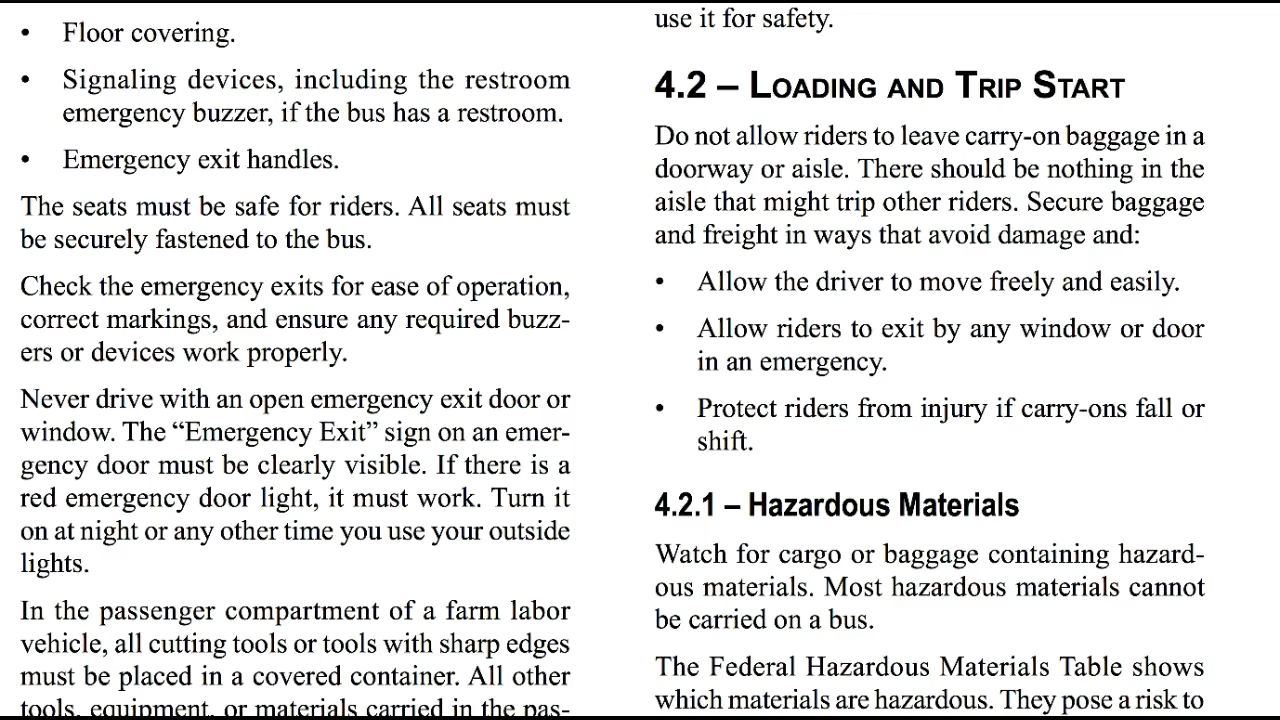 • Floor covering.
• Signaling devices, including the restroom
emergency buzzer, if the bus has a restroom.
• Emergency exit handles.
The seats must be safe for riders. All seats must
be securely fastened to the bus.
Check the emergency exits for ease of operation,
correct markings, and ensure any required buzz-
ers or devices work properly.
Never drive with an open emergency exit door or
window. The “Emergency Exit” sign on an emer-
gency door must be clearly visible. If there is a
red emergency door light, it must work. Turn it
on at night or any other time you use your outside
lights.
In the passenger compartment of a farm labor
vehicle, all cutting tools or tools with sharp edges
must be placed in a covered container. All other
tools, equipment, or materials carried in the pas-
use it for safety.
4.2 – Loading and Trip Start
Do not allow riders to leave carry-on baggage in a
doorway or aisle. There should be nothing in the
aisle that might trip other riders. Secure baggage
and freight in ways that avoid damage and:
• Allow the driver to move freely and easily.
• Allow riders to exit by any window or door
in an emergency.
• Protect riders from injury if carry-ons fall or
shift.
4.2.1 – Hazardous Materials
Watch for cargo or baggage containing hazard-
ous materials. Most hazardous materials cannot
be carried on a bus.
The Federal Hazardous Materials Table shows
which materials are hazardous. They pose a risk to